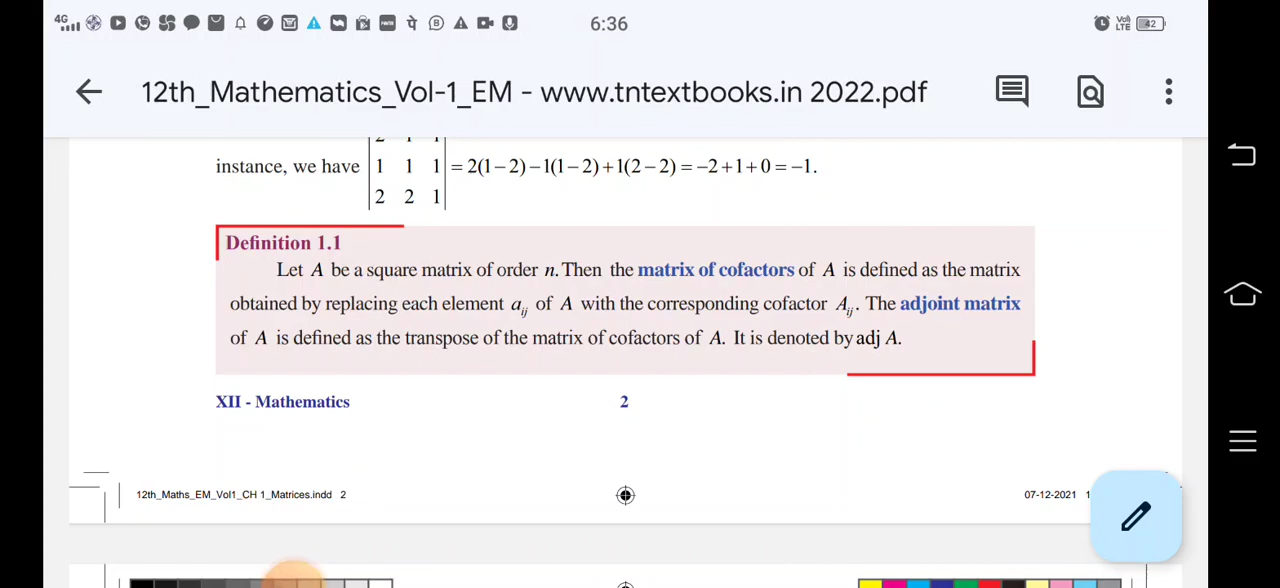 4G 6:36 Vol LTE 42
12th_Mathematics_Vol-1_EM - www.tntextbooks.in 2022.pdf
instance, we have | 1 1 1 | = 2(1−2)−1(1−2)+1(2−2) = −2+1+0 = −1.
2 2 1
Definition 1.1
Let A be a square matrix of order n. Then the matrix of cofactors of A is defined as the matrix
obtained by replacing each element aij of A with the corresponding cofactor Aij. The adjoint matrix
of A is defined as the transpose of the matrix of cofactors of A. It is denoted by adj A.
XII - Mathematics 2
12th_Maths_EM_Vol1_CH 1_Matrices.indd 2 07-12-2021